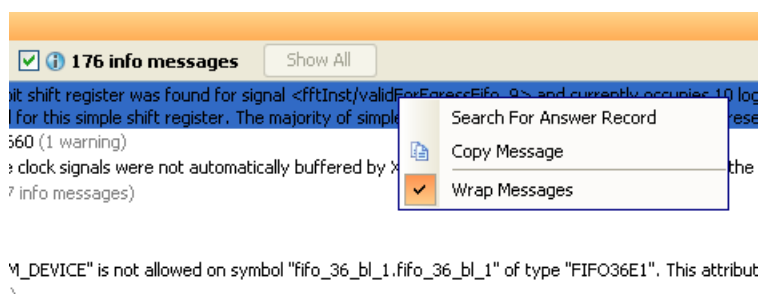 176 info messages Show All
bit shift register was found for signal <fftInst/validForEgressFifo_9> and currently occupies 10 log
for this simple shift register. The majority of simple
Search For Answer Record
660 (1 warning)
clock signals were not automatically buffered by the
Copy Message
7 info messages)
Wrap Messages
M_DEVICE" is not allowed on symbol "fifo_36_bl_1.fifo_36_bl_1" of type "FIFO36E1". This attribut